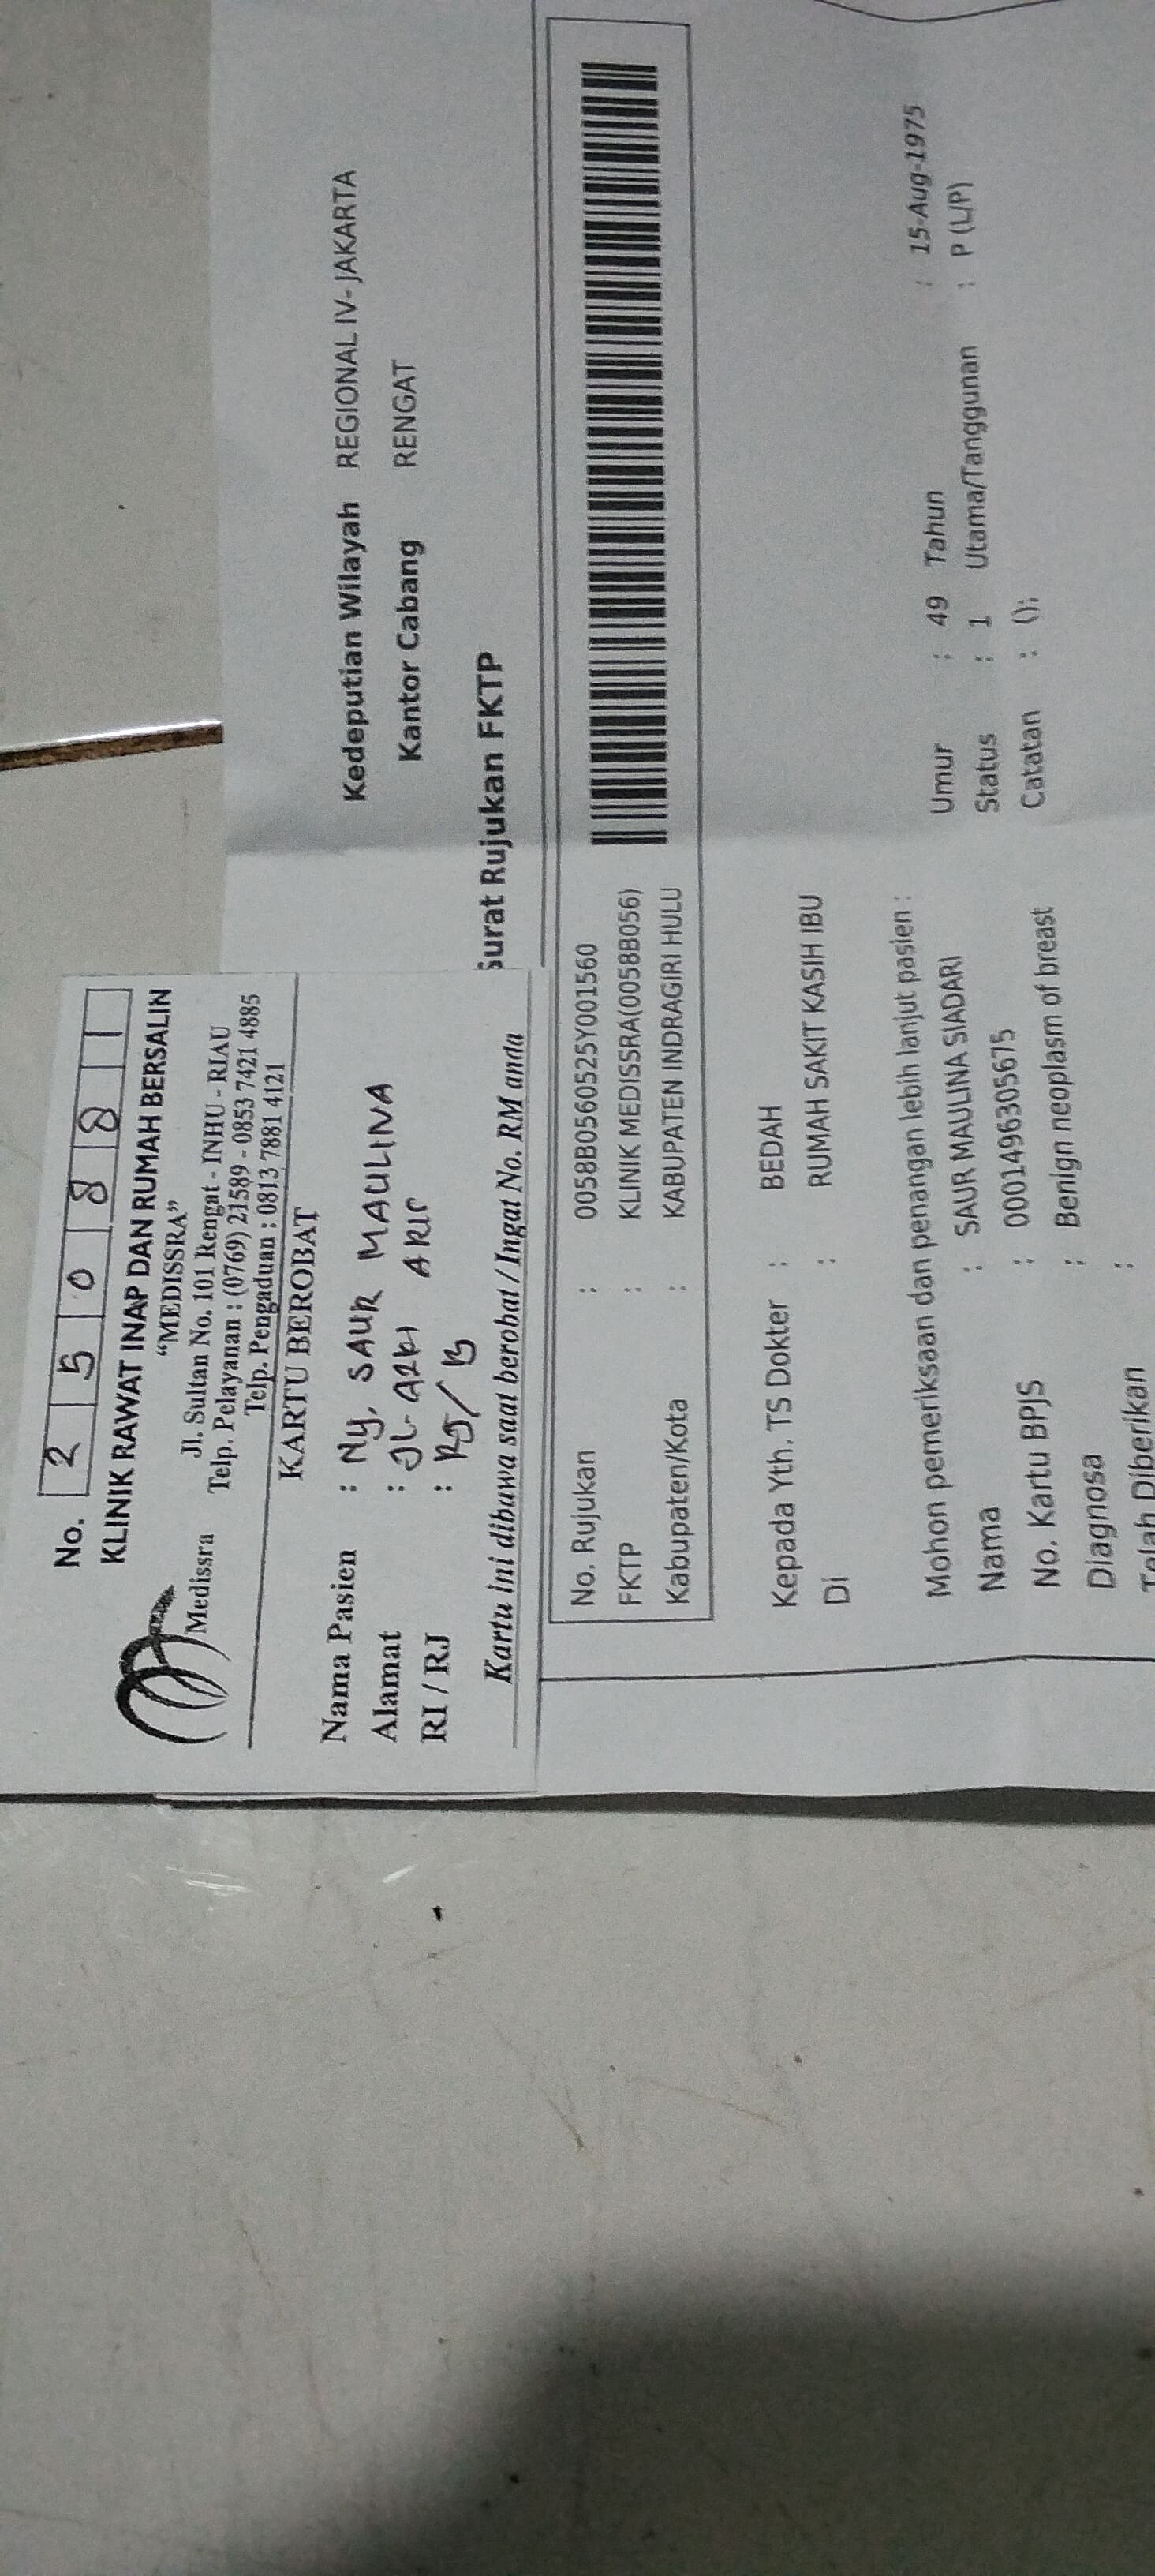 No. 2 5 0 8 8 1
KLINIK RAWAT INAP DAN RUMAH BERSALIN
“MEDISSRA”
Medissra
Jl. Sultan No. 101 Rengat - INHU - RIAU
Telp. Pelayanan : (0769) 21589 - 0853 7421 4885
Telp. Pengaduan : 0813 7881 4121
KARTU BEROBAT
Nama Pasien : Ny. SAUR MAULINA
Alamat : JL. AZKI ARIS
RI / RJ : RJ / B
Kartu ini dibawa saat berobat / Ingat No. RM anda
Kedeputian Wilayah REGIONAL IV- JAKARTA
Kantor Cabang RENGAT
Surat Rujukan FKTP
No. Rujukan : 0058B0560525Y001560
FKTP : KLINIK MEDISSRA(0058B056)
Kabupaten/Kota : KABUPATEN INDRAGIRI HULU
Kepada Yth. TS Dokter : BEDAH
Di : RUMAH SAKIT KASIH IBU
Mohon pemeriksaan dan penangan lebih lanjut pasien :
Nama : SAUR MAULINA SIADARI Umur : 49 Tahun : 15-Aug-1975
No. Kartu BPJS : 0001496305675 Status : 1 Utama/Tanggunan : P (L/P)
Diagnosa : Benign neoplasm of breast Catatan : ();
Telah Diberikan :